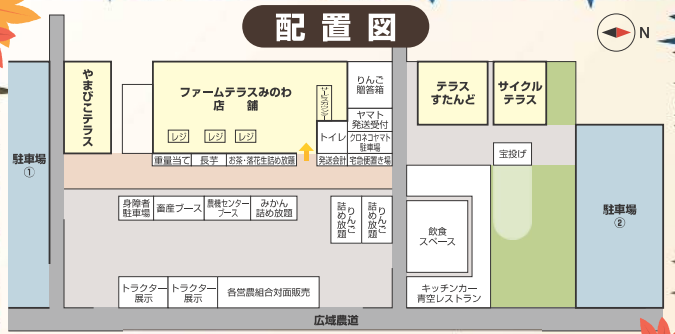 配置図
N
やまびこテラス
ファームテラスみのわ
店舗
レジ
レジ
レジ
りんご
贈答箱
ヤマト
発送受付
トイレ
クロネコヤマト
駐車場
重量当て
長芋
お茶・落花生詰め放題
発送会計
宅急便置き場
テラス
すたんど
サイクル
テラス
宝投げ
駐車場
①
駐車場
②
身障者
駐車場
畜産ブース
農機センター
ブース
みかん
詰め放題
りんご
詰め放題
りんご
詰め放題
飲食
スペース
トラクター
展示
トラクター
展示
各営農組合対面販売
キッチンカー
青空レストラン
広域農道